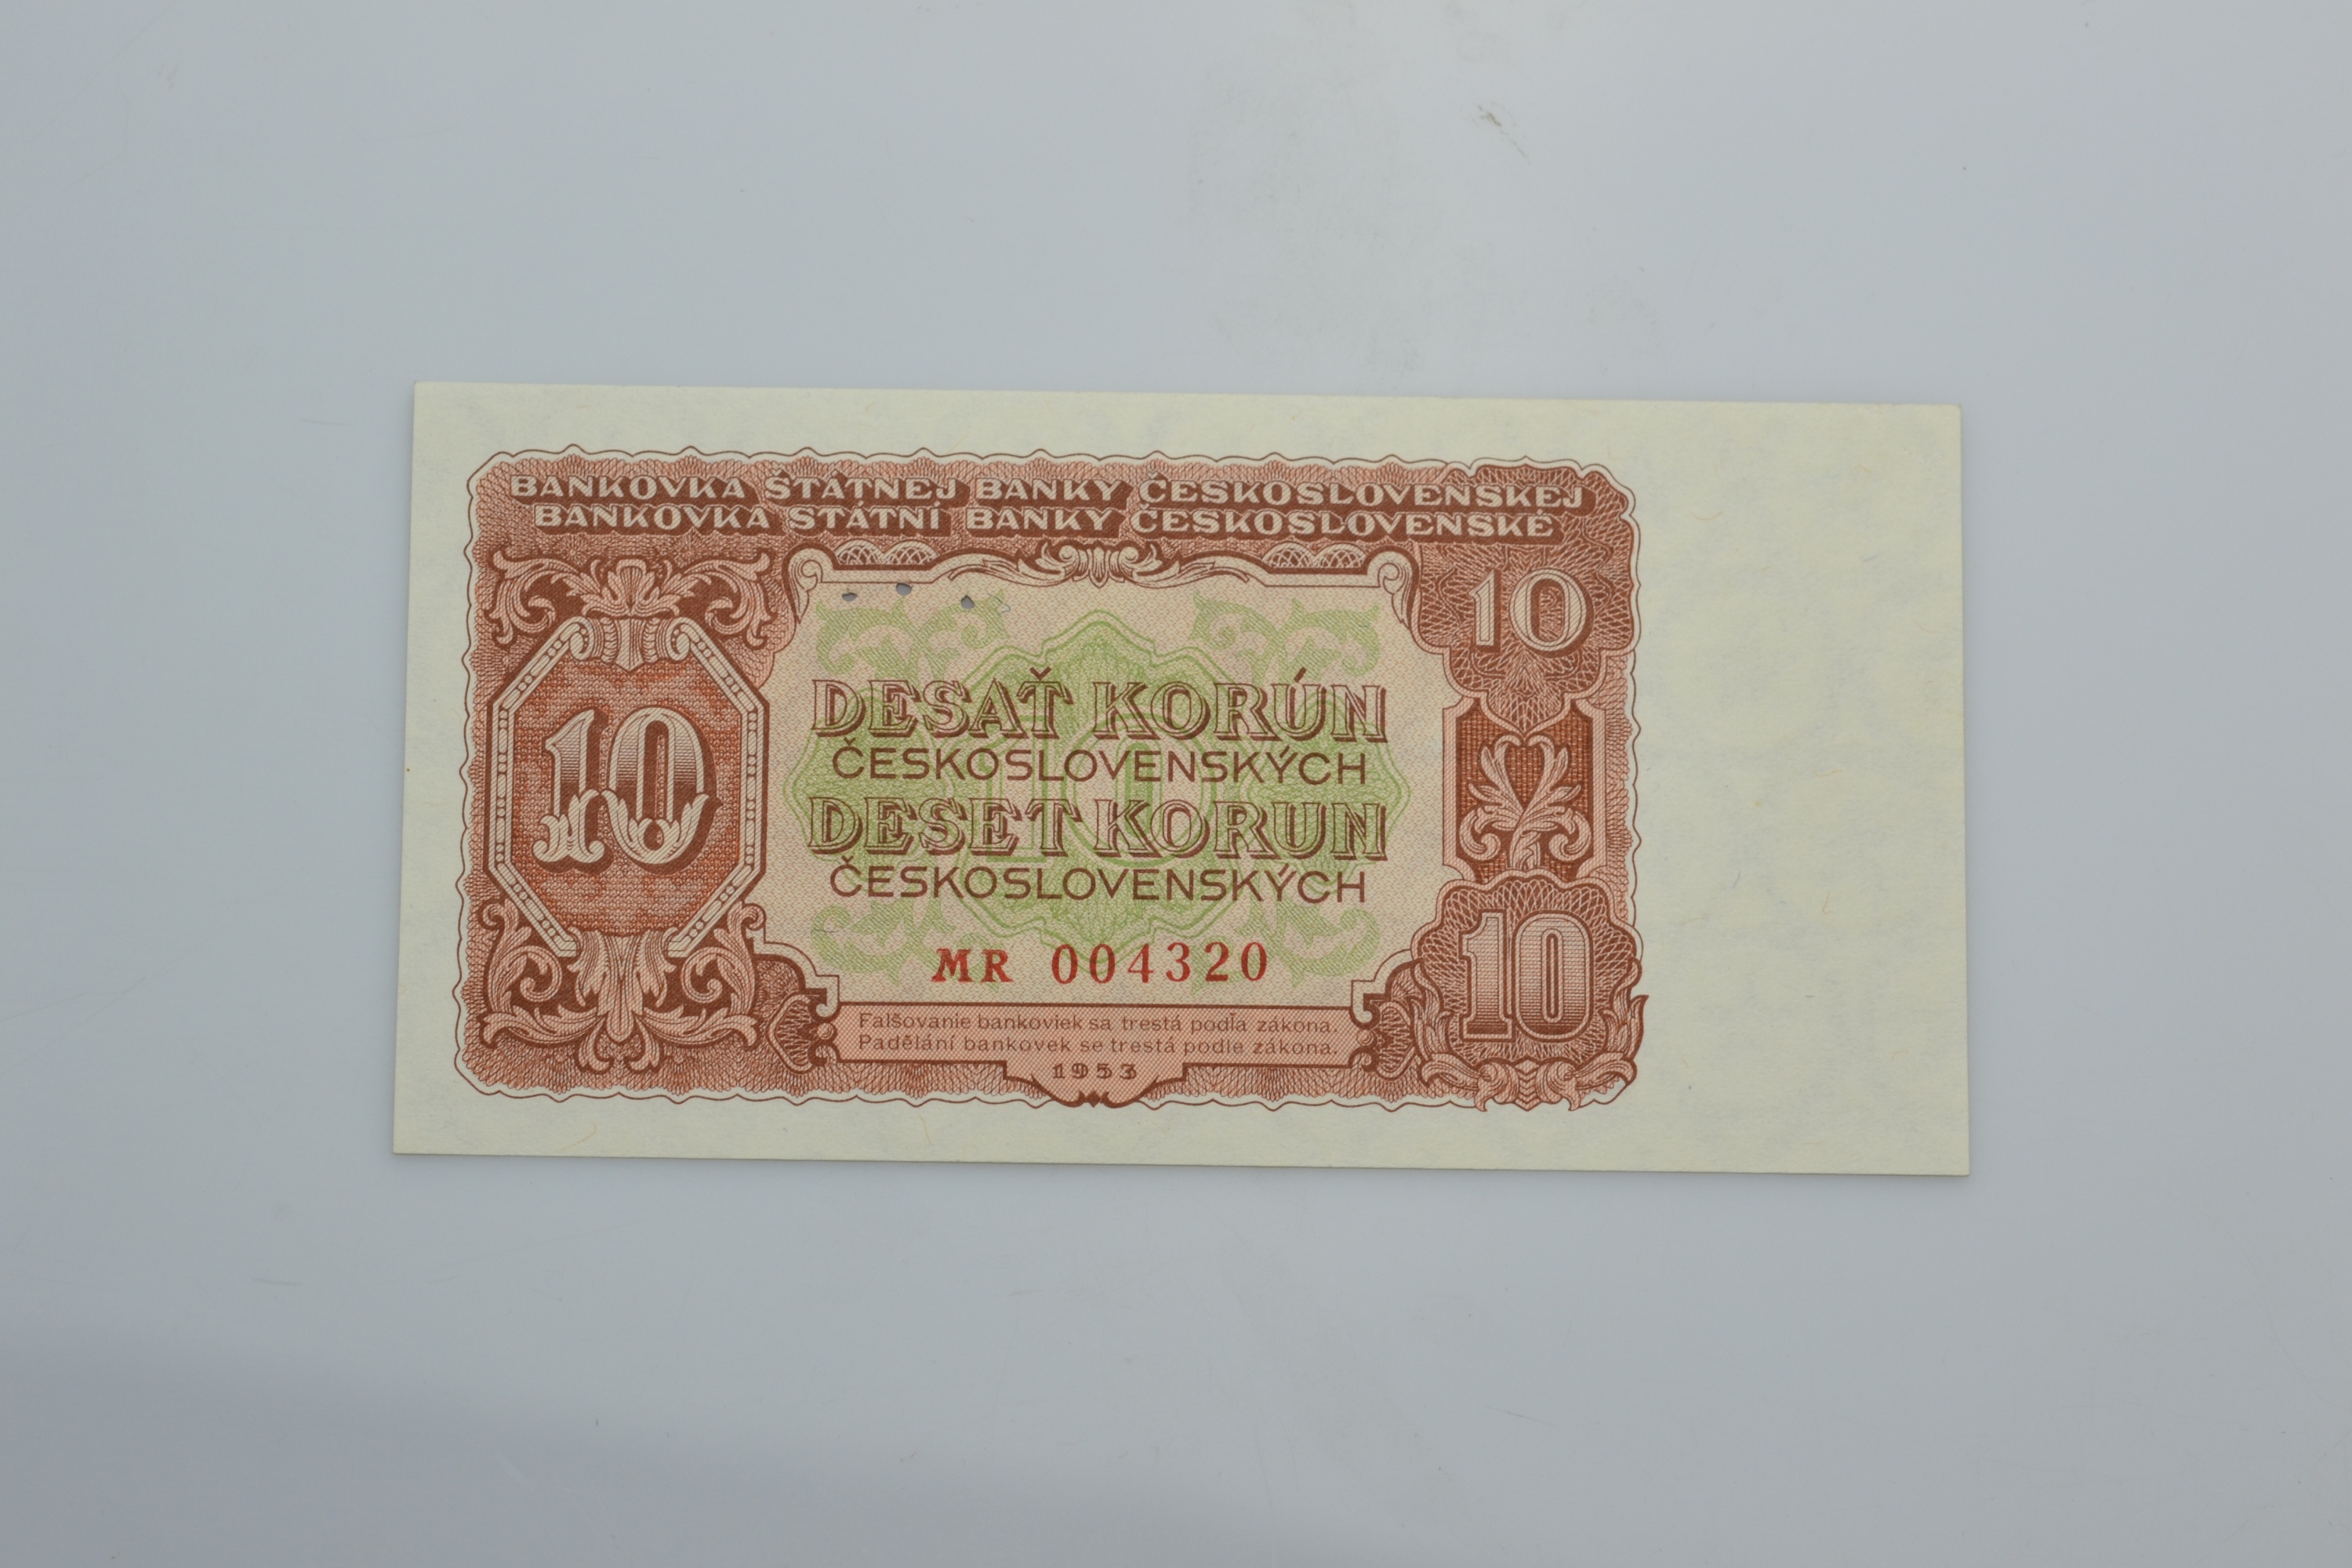 BANKOVKA ŠTÁTNEJ BANKY ČESKOSLOVENSKEJ
BANKOVKA STÁTNÍ BANKY ČESKOSLOVENSKÉ
10
10
DESAŤ KORÚN
ČESKOSLOVENSKÝCH
10
DESET KORUN
ČESKOSLOVENSKÝCH
MR 004320
10
Falšovanie bankoviek sa trestá podľa zákona.
Padělání bankovek se trestá podle zákona.
1953